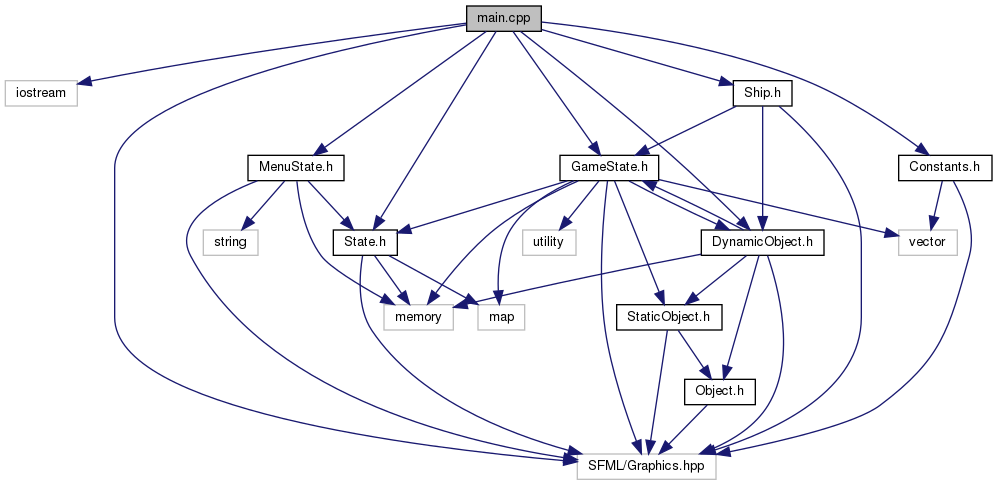 main.cpp
iostream
Ship.h
MenuState.h
GameState.h
Constants.h
string
State.h
utility
DynamicObject.h
vector
memory
map
StaticObject.h
Object.h
SFML/Graphics.hpp